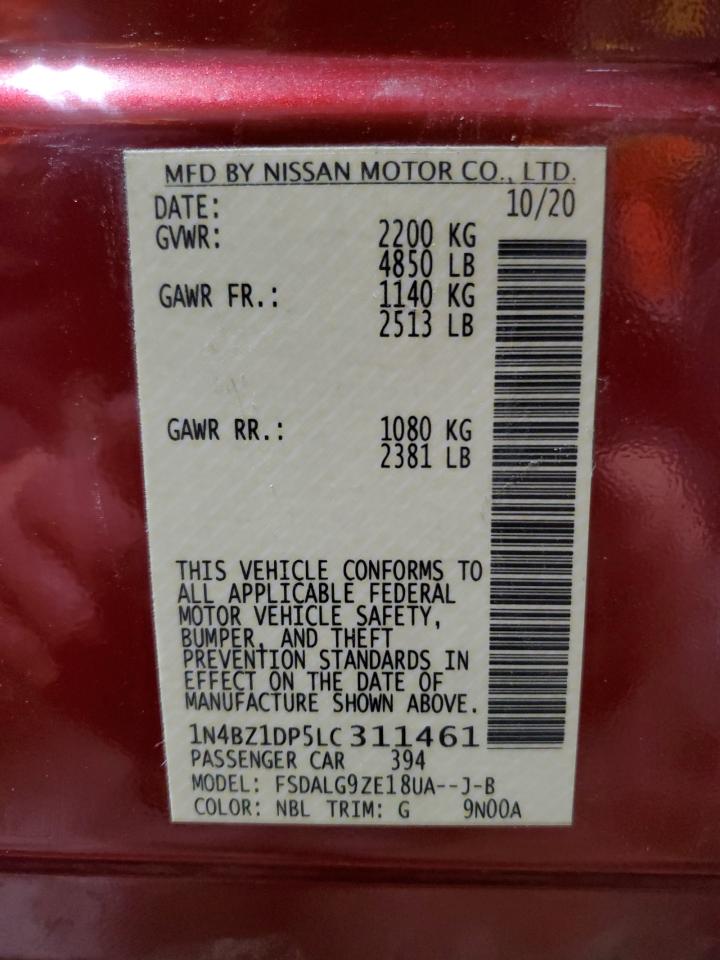 MFD BY NISSAN MOTOR CO., LTD.
DATE: 10/20
GVWR: 2200 KG
4850 LB
GAWR FR.: 1140 KG
2513 LB
GAWR RR.: 1080 KG
2381 LB
THIS VEHICLE CONFORMS TO
ALL APPLICABLE FEDERAL
MOTOR VEHICLE SAFETY,
BUMPER, AND THEFT
PREVENTION STANDARDS IN
EFFECT ON THE DATE OF
MANUFACTURE SHOWN ABOVE.
1N4BZ1DP5LC311461
PASSENGER CAR 394
MODEL: FSDALG9ZE18UA--J-B
COLOR: NBL TRIM: G 9N00A